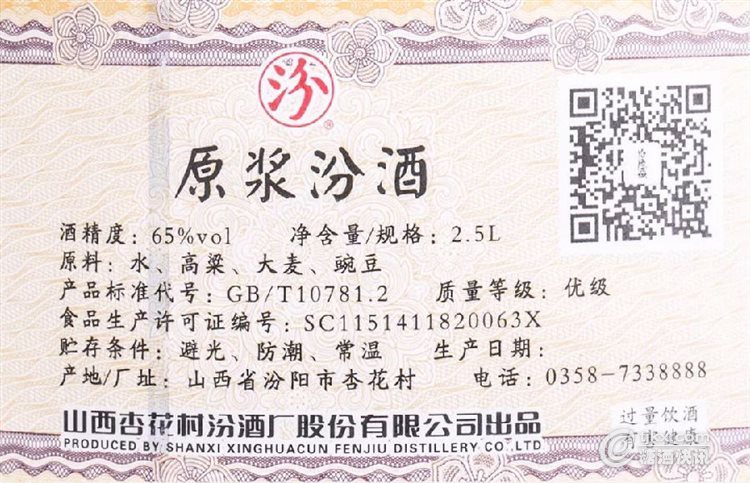 汾
®
原浆汾酒
酒精度：65%vol 净含量/规格：2.5L
原料：水、高粱、大麦、豌豆
产品标准代号：GB/T10781.2 质量等级：优级
食品生产许可证编号：SC1151411820063X
贮存条件：避光、防潮、常温 生产日期：
产地/厂址：山西省汾阳市杏花村 电话：0358-7338888
山西杏花村汾酒厂股份有限公司出品
PRODUCED BY SHANXI XINGHUACUN FENJIU DISTILLERY CO.,LTD
过量饮酒
有害健康